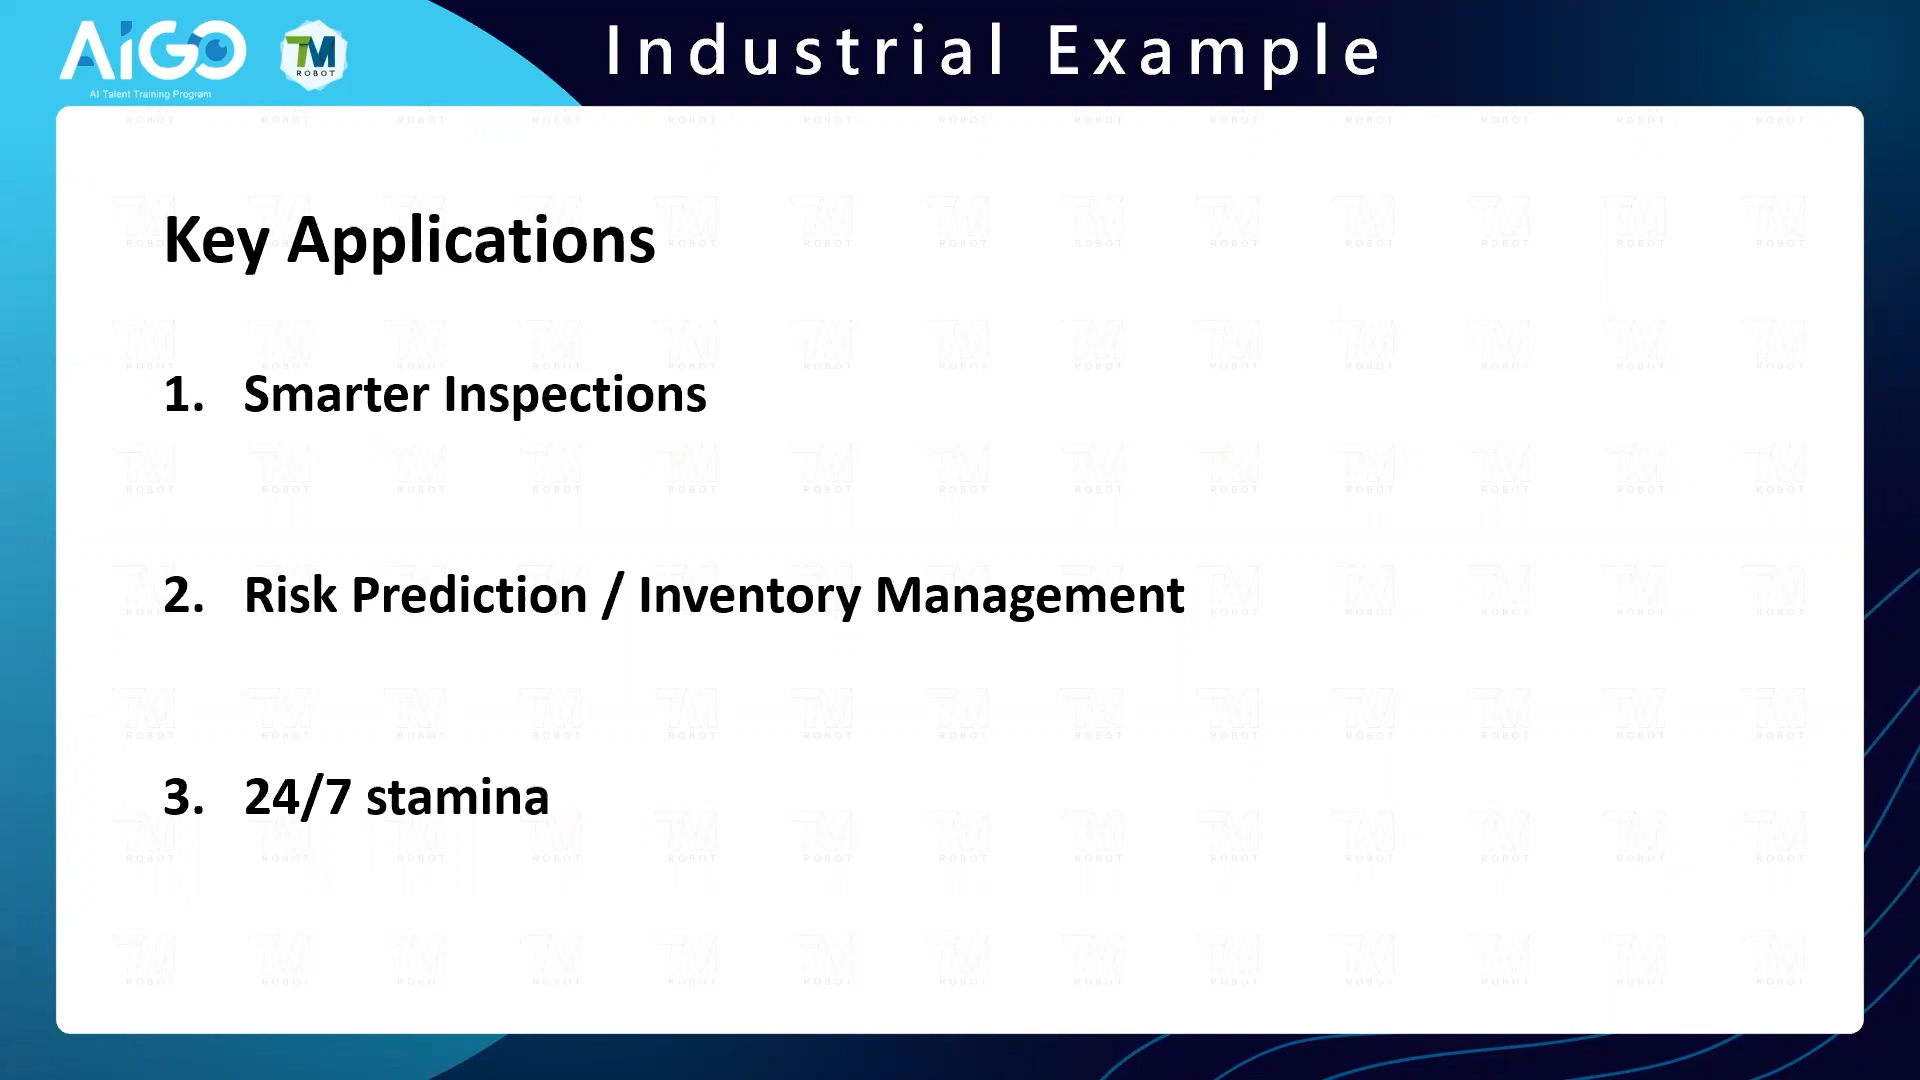 AiGO
AI Talent Training Program
TM
ROBOT
Industrial Example
Key Applications
1. Smarter Inspections
2. Risk Prediction / Inventory Management
3. 24/7 stamina